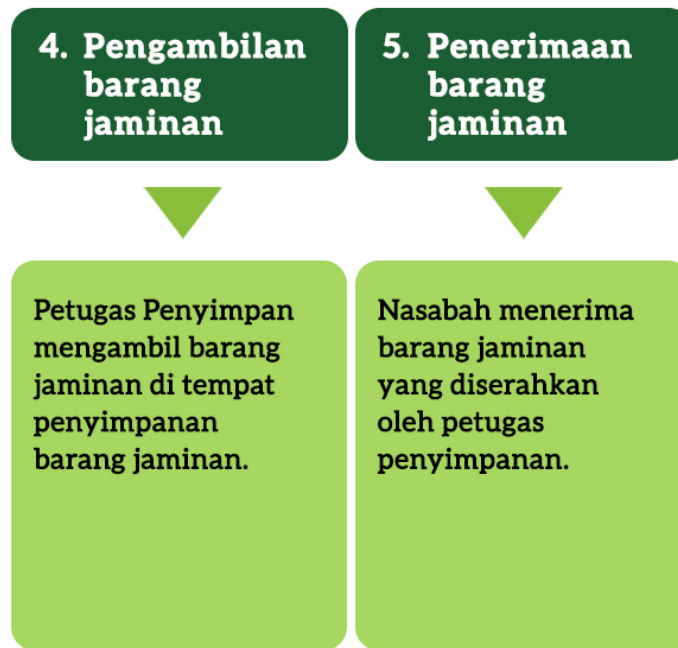 4. Pengambilan
barang
jaminan
Petugas Penyimpan
mengambil barang
jaminan di tempat
penyimpanan
barang jaminan.
5. Penerimaan
barang
jaminan
Nasabah menerima
barang jaminan
yang diserahkan
oleh petugas
penyimpanan.